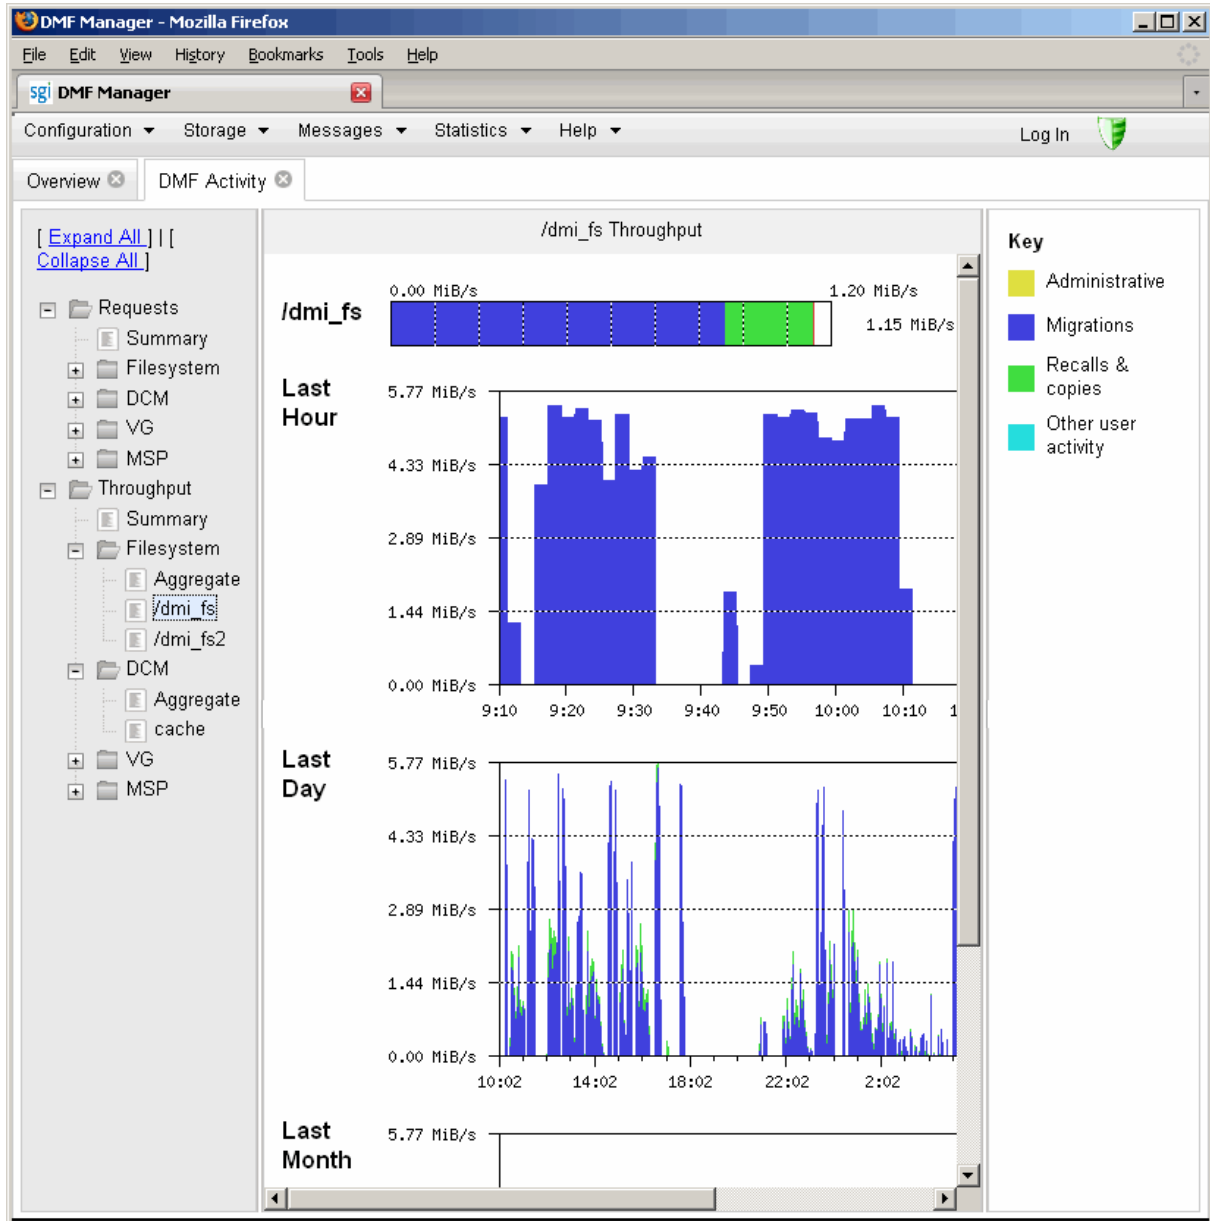 DMF Manager - Mozilla Firefox
File Edit View History Bookmarks Tools Help
sgi DMF Manager
Configuration Storage Messages Statistics Help Log In
Overview DMF Activity
[ Expand All ] | [
Collapse All ]
Requests
Summary
Filesystem
DCM
VG
MSP
Throughput
Summary
Filesystem
Aggregate
/dmi_fs
/dmi_fs2
DCM
Aggregate
cache
VG
MSP
/dmi_fs Throughput
0.00 MiB/s 1.20 MiB/s
/dmi_fs 1.15 MiB/s
Last
Hour
5.77 MiB/s
4.33 MiB/s
2.89 MiB/s
1.44 MiB/s
0.00 MiB/s
9:10 9:20 9:30 9:40 9:50 10:00 10:10 1
Last
Day
5.77 MiB/s
4.33 MiB/s
2.89 MiB/s
1.44 MiB/s
0.00 MiB/s
10:02 14:02 18:02 22:02 2:02
Last
Month
5.77 MiB/s
Key
Administrative
Migrations
Recalls &
copies
Other user
activity